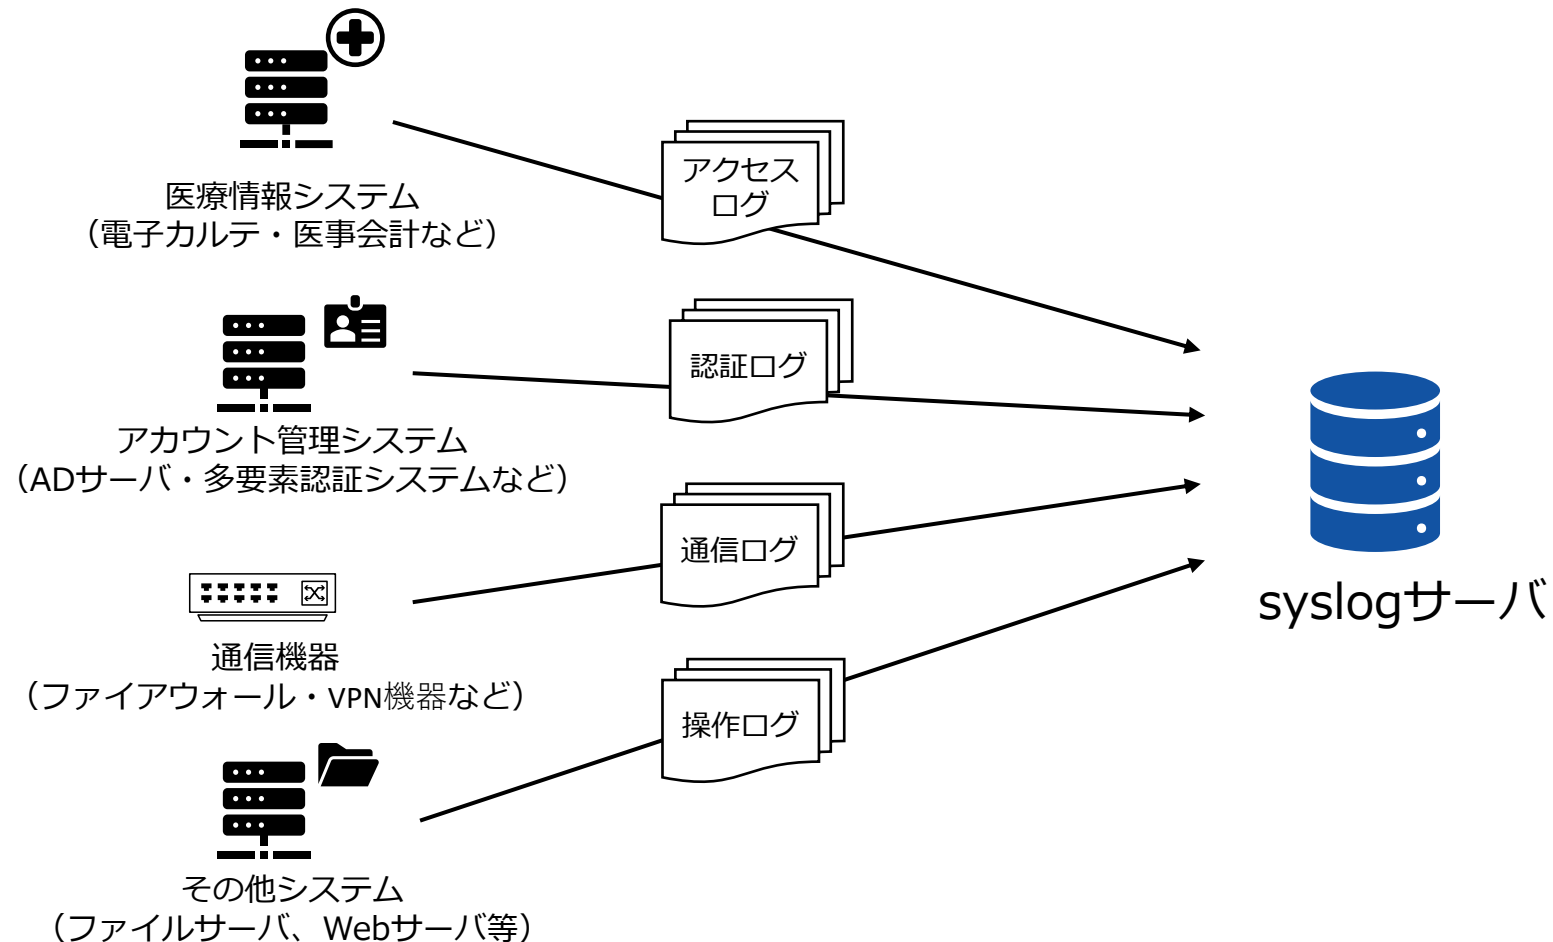 医療情報システム
（電子カルテ・医事会計など）
アクセス
ログ
アカウント管理システム
（ADサーバ・多要素認証システムなど）
認証ログ
通信機器
（ファイアウォール・VPN機器など）
通信ログ
その他システム
（ファイルサーバ、Webサーバ等）
操作ログ
syslogサーバ